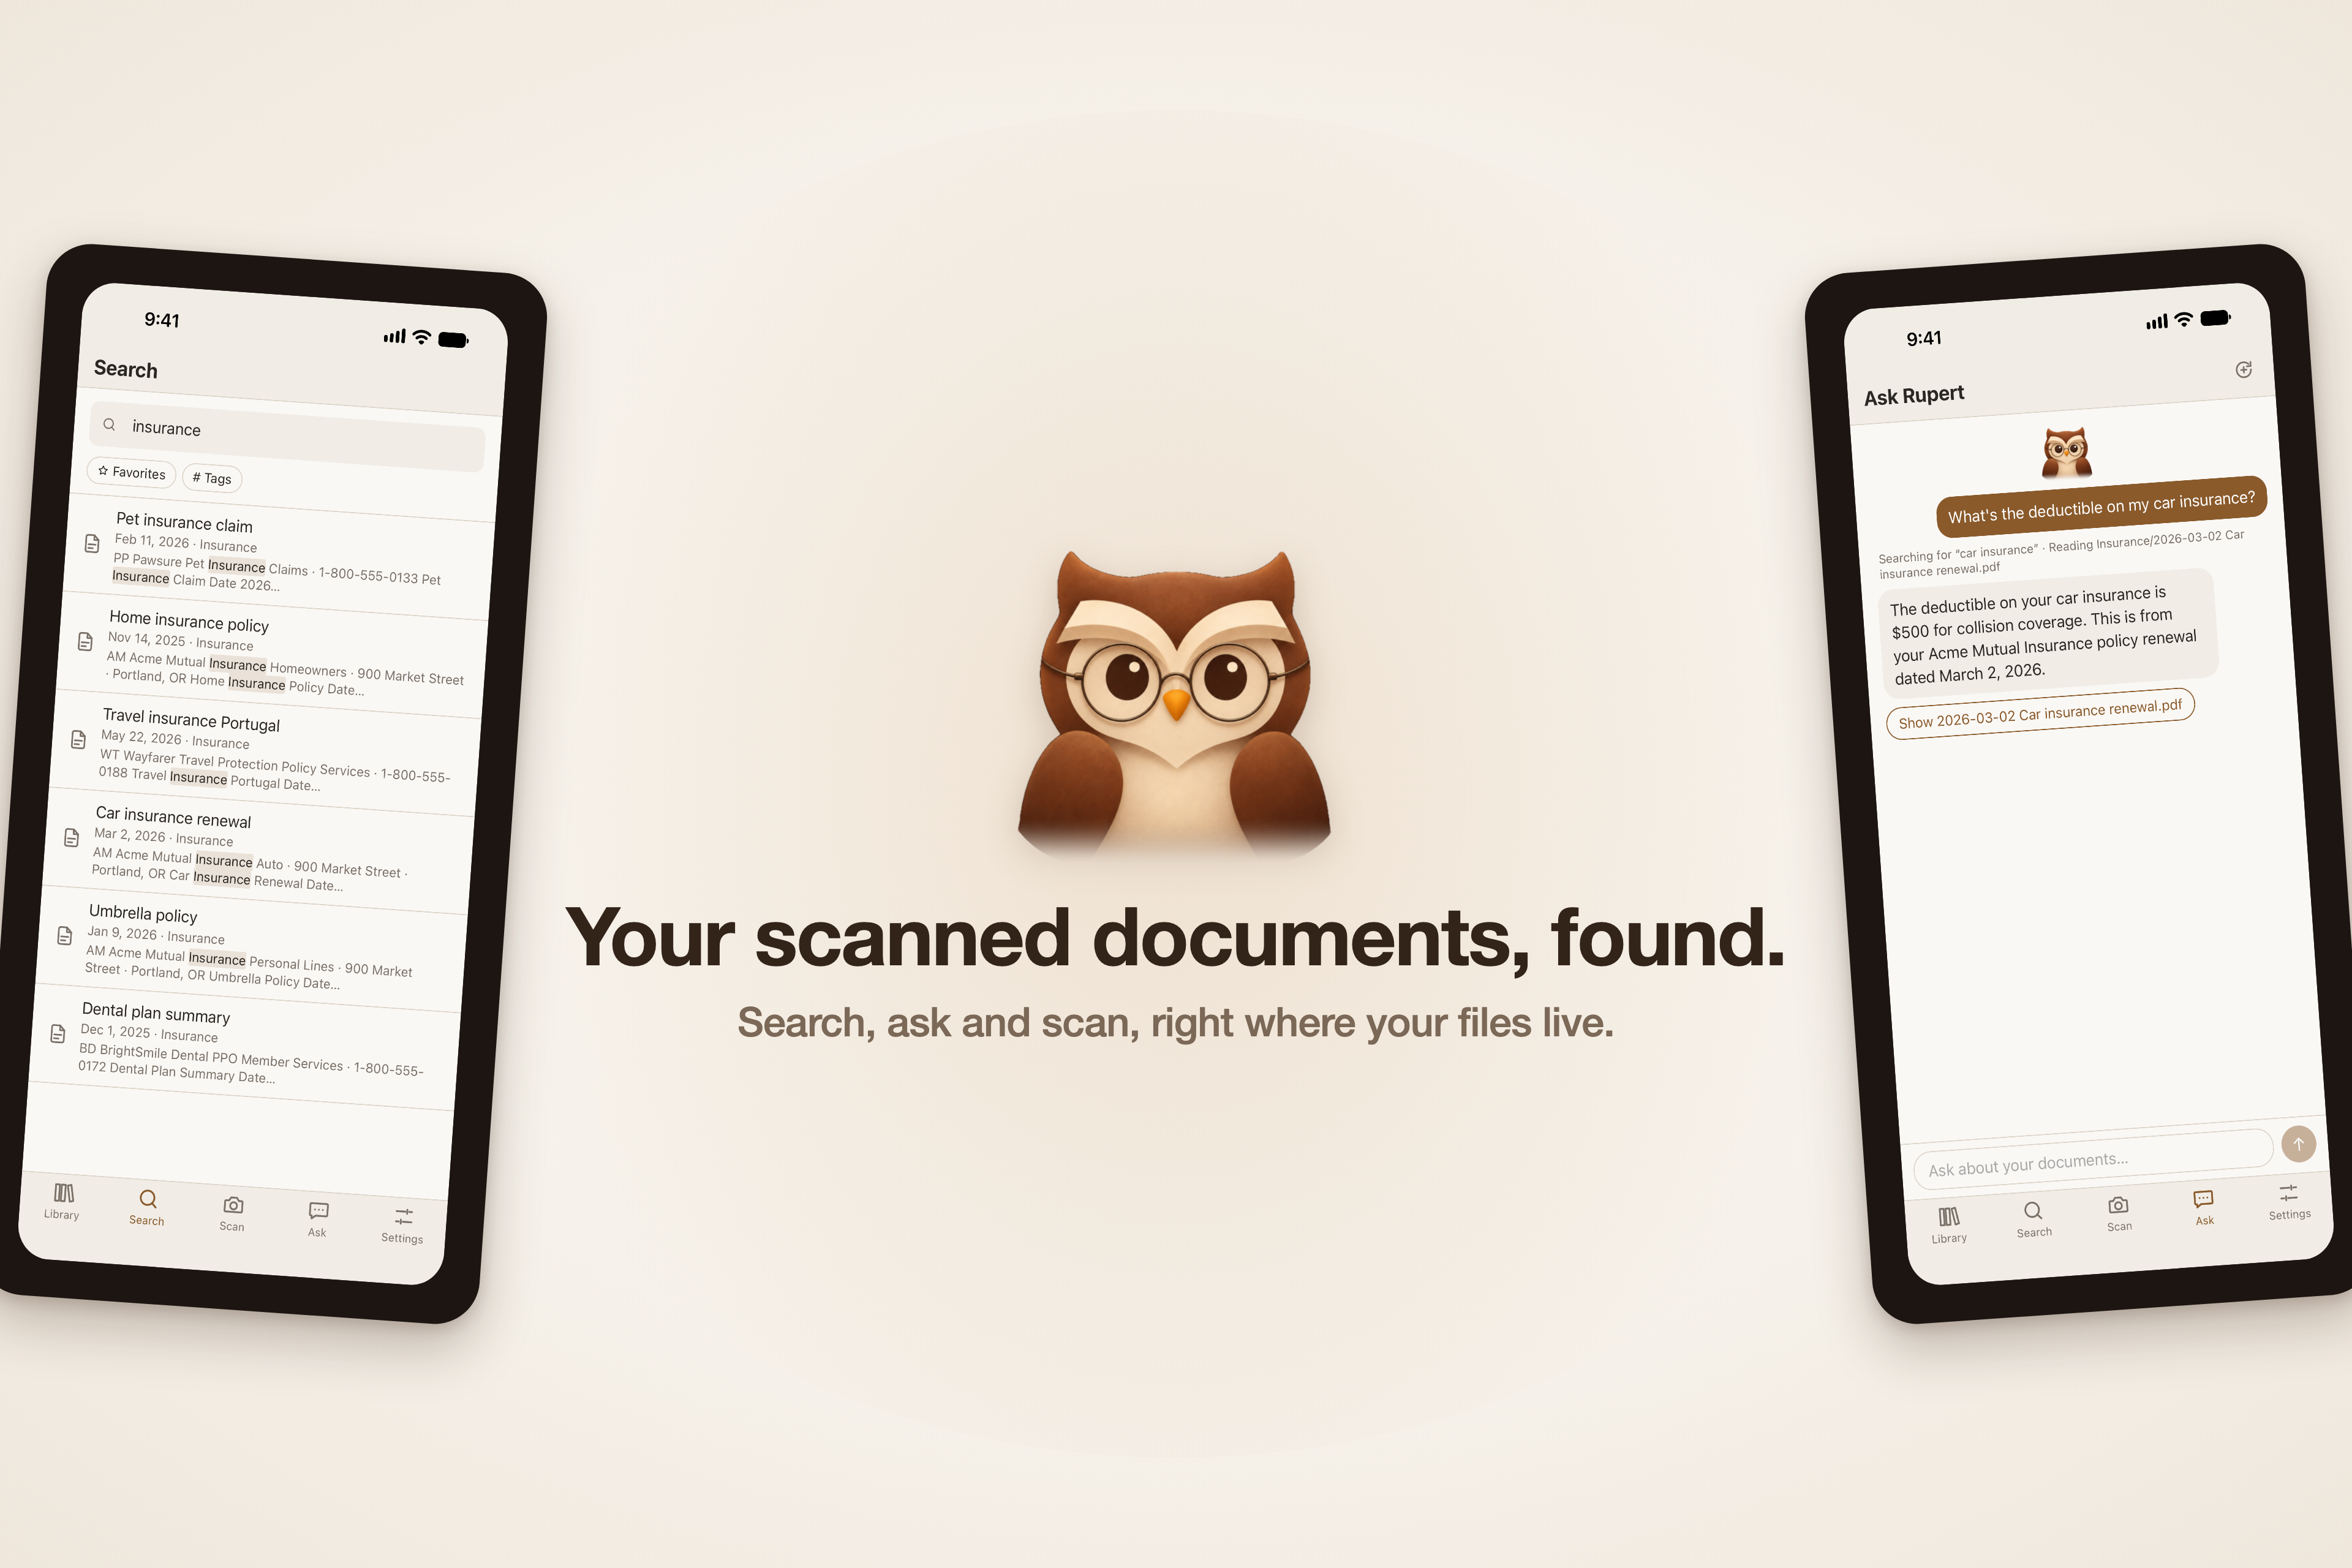 9:41
Search
insurance
Favorites
# Tags
Pet insurance claim
Feb 11, 2026 · Insurance
PP Pawsure Pet Insurance Claims · 1-800-555-0133 Pet
Insurance Claim Date 2026...
Home insurance policy
Nov 14, 2025 · Insurance
AM Acme Mutual Insurance Homeowners · 900 Market Street
· Portland, OR Home Insurance Policy Date...
Travel insurance Portugal
May 22, 2026 · Insurance
WT Wayfarer Travel Protection Policy Services · 1-800-555-
0188 Travel Insurance Portugal Date...
Car insurance renewal
Mar 2, 2026 · Insurance
AM Acme Mutual Insurance Auto · 900 Market Street ·
Portland, OR Car Insurance Renewal Date...
Umbrella policy
Jan 9, 2026 · Insurance
AM Acme Mutual Insurance Personal Lines · 900 Market
Street · Portland, OR Umbrella Policy Date...
Dental plan summary
Dec 1, 2025 · Insurance
BD BrightSmile Dental PPO Member Services · 1-800-555-
0172 Dental Plan Summary Date...
Library
Search
Scan
Ask
Settings
Your scanned documents, found.
Search, ask and scan, right where your files live.
9:41
Ask Rupert
What's the deductible on my car insurance?
Searching for “car insurance” · Reading Insurance/2026-03-02 Car
insurance renewal.pdf
The deductible on your car insurance is
$500 for collision coverage. This is from
your Acme Mutual Insurance policy renewal
dated March 2, 2026.
Show 2026-03-02 Car insurance renewal.pdf
Ask about your documents...
Library
Search
Scan
Ask
Settings